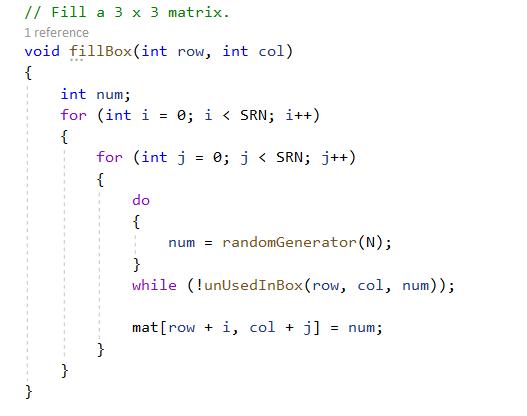 // Fill a 3 x 3 matrix.
1 reference
void fillBox(int row, int col)
{
    int num;
    for (int i = 0; i < SRN; i++)
    {
        for (int j = 0; j < SRN; j++)
        {
            do
            {
                num = randomGenerator(N);
            }
            while (!unUsedInBox(row, col, num));

            mat[row + i, col + j] = num;
        }
    }
}